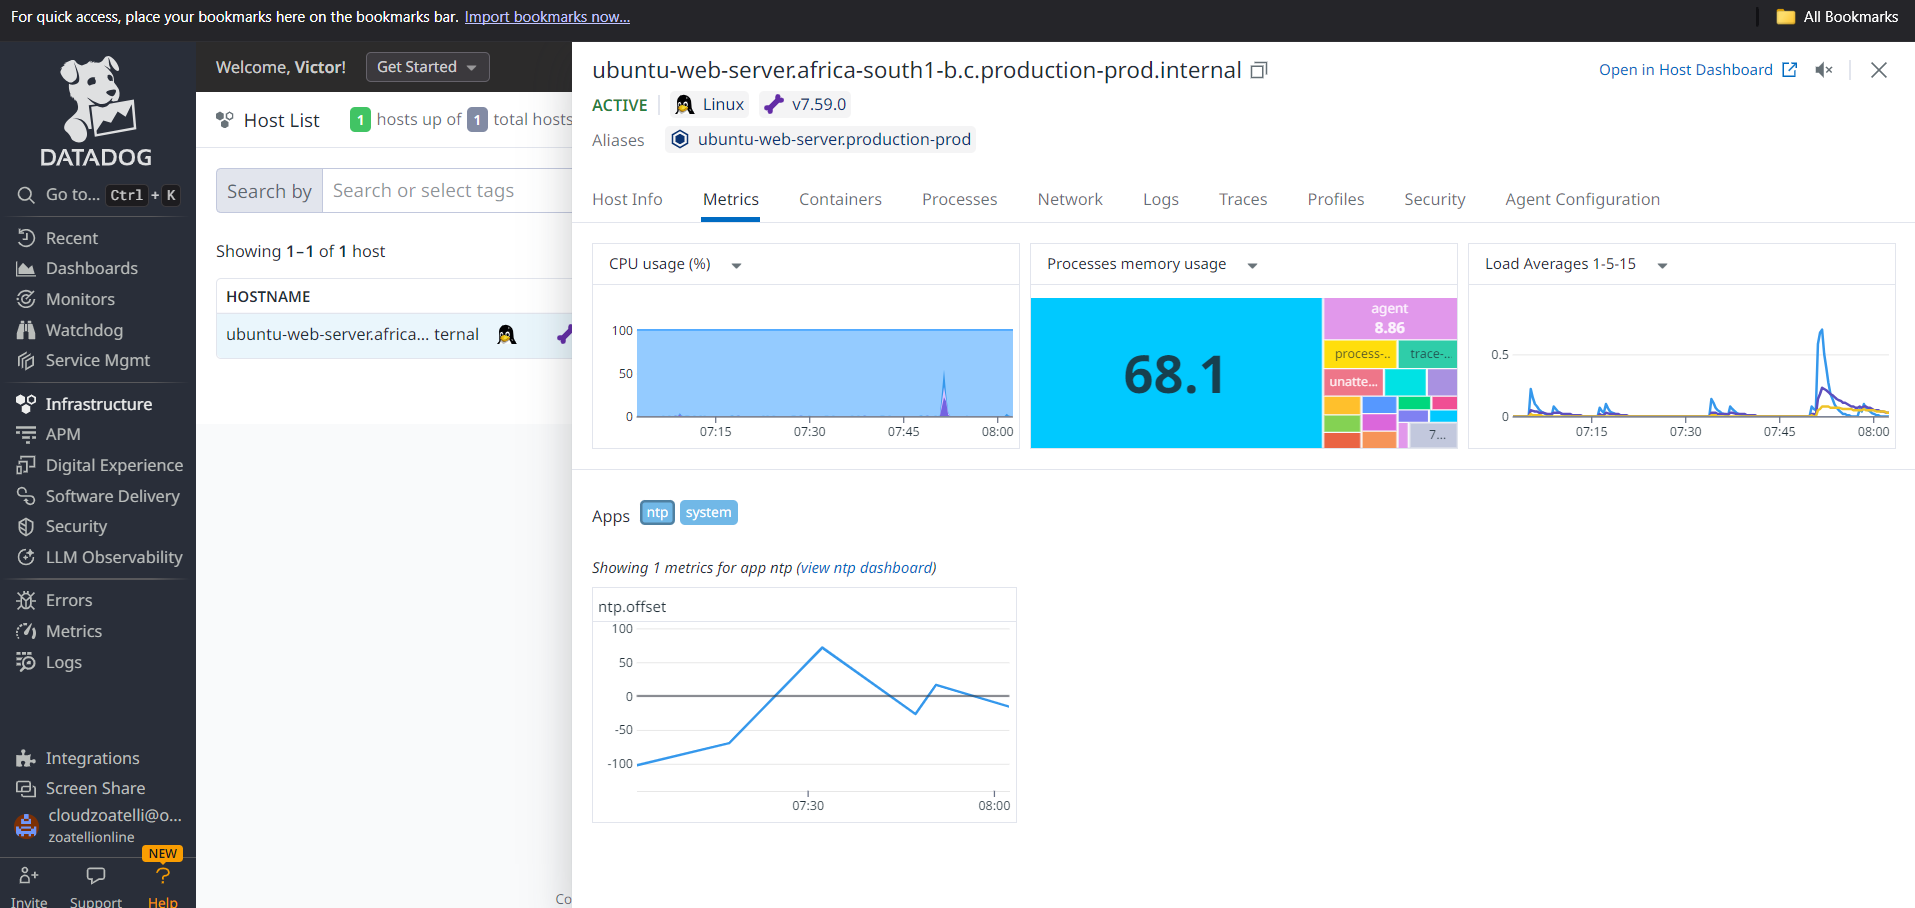 For quick access, place your bookmarks here on the bookmarks bar. Import bookmarks now...
All Bookmarks
DATADOG
Go to... Ctrl + K
Recent
Dashboards
Monitors
Watchdog
Service Mgmt
Infrastructure
APM
Digital Experience
Software Delivery
Security
LLM Observability
Errors
Metrics
Logs
Integrations
Screen Share
cloudzoatelli@o...
zoatellionline
NEW
Invite
Support
Help
Welcome, Victor!
Get Started
Host List
1 hosts up of 1 total hosts
Search by
Search or select tags
Showing 1–1 of 1 host
HOSTNAME
ubuntu-web-server.africa... ternal
Co
ubuntu-web-server.africa-south1-b.c.production-prod.internal
Open in Host Dashboard
ACTIVE
Linux
v7.59.0
Aliases
ubuntu-web-server.production-prod
Host Info
Metrics
Containers
Processes
Network
Logs
Traces
Profiles
Security
Agent Configuration
CPU usage (%)
100
50
0
07:15
07:30
07:45
08:00
Processes memory usage
68.1
agent
8.86
process-..
trace-...
unatte...
7...
Load Averages 1-5-15
0.5
0
07:15
07:30
07:45
08:00
Apps
ntp
system
Showing 1 metrics for app ntp (view ntp dashboard)
ntp.offset
100
50
0
-50
-100
07:30
08:00